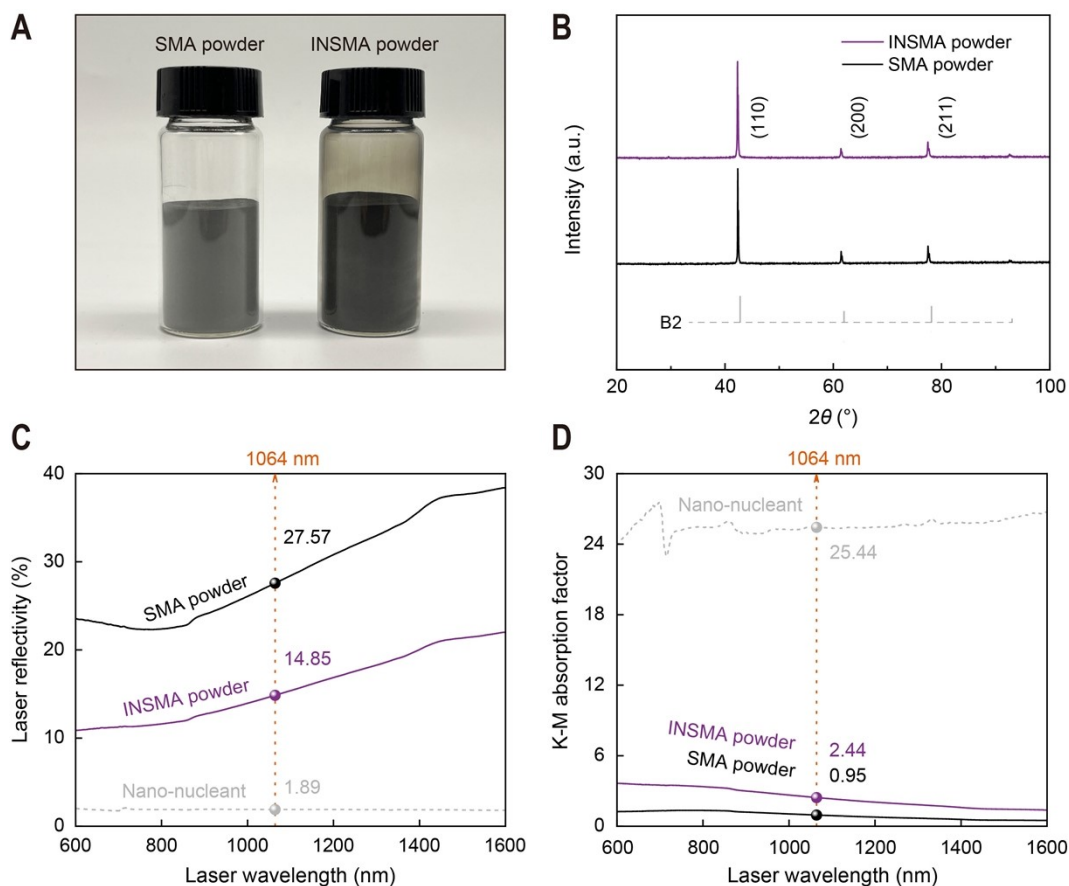 A
SMA powder
INSMA powder
B
INSMA powder
SMA powder
(110)
(200)
(211)
B2
Intensity (a.u.)
20
40
60
80
100
2θ (°)
C
1064 nm
40
30
20
10
0
Laser reflectivity (%)
27.57
SMA powder
14.85
INSMA powder
Nano-nucleant
1.89
600
800
1000
1200
1400
1600
Laser wavelength (nm)
D
1064 nm
30
24
18
12
6
0
K-M absorption factor
Nano-nucleant
25.44
INSMA powder
2.44
SMA powder
0.95
600
800
1000
1200
1400
1600
Laser wavelength (nm)